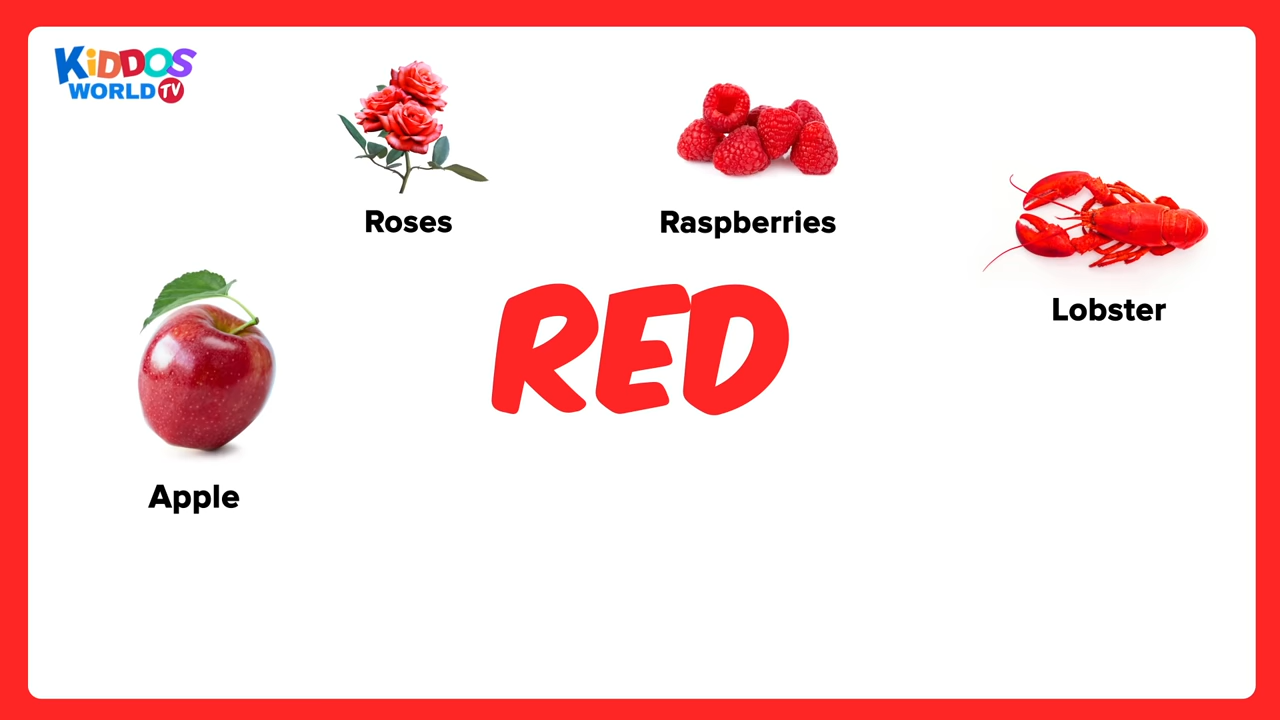 KiDDOS
WORLD TV
Roses
Raspberries
Lobster
RED
Apple